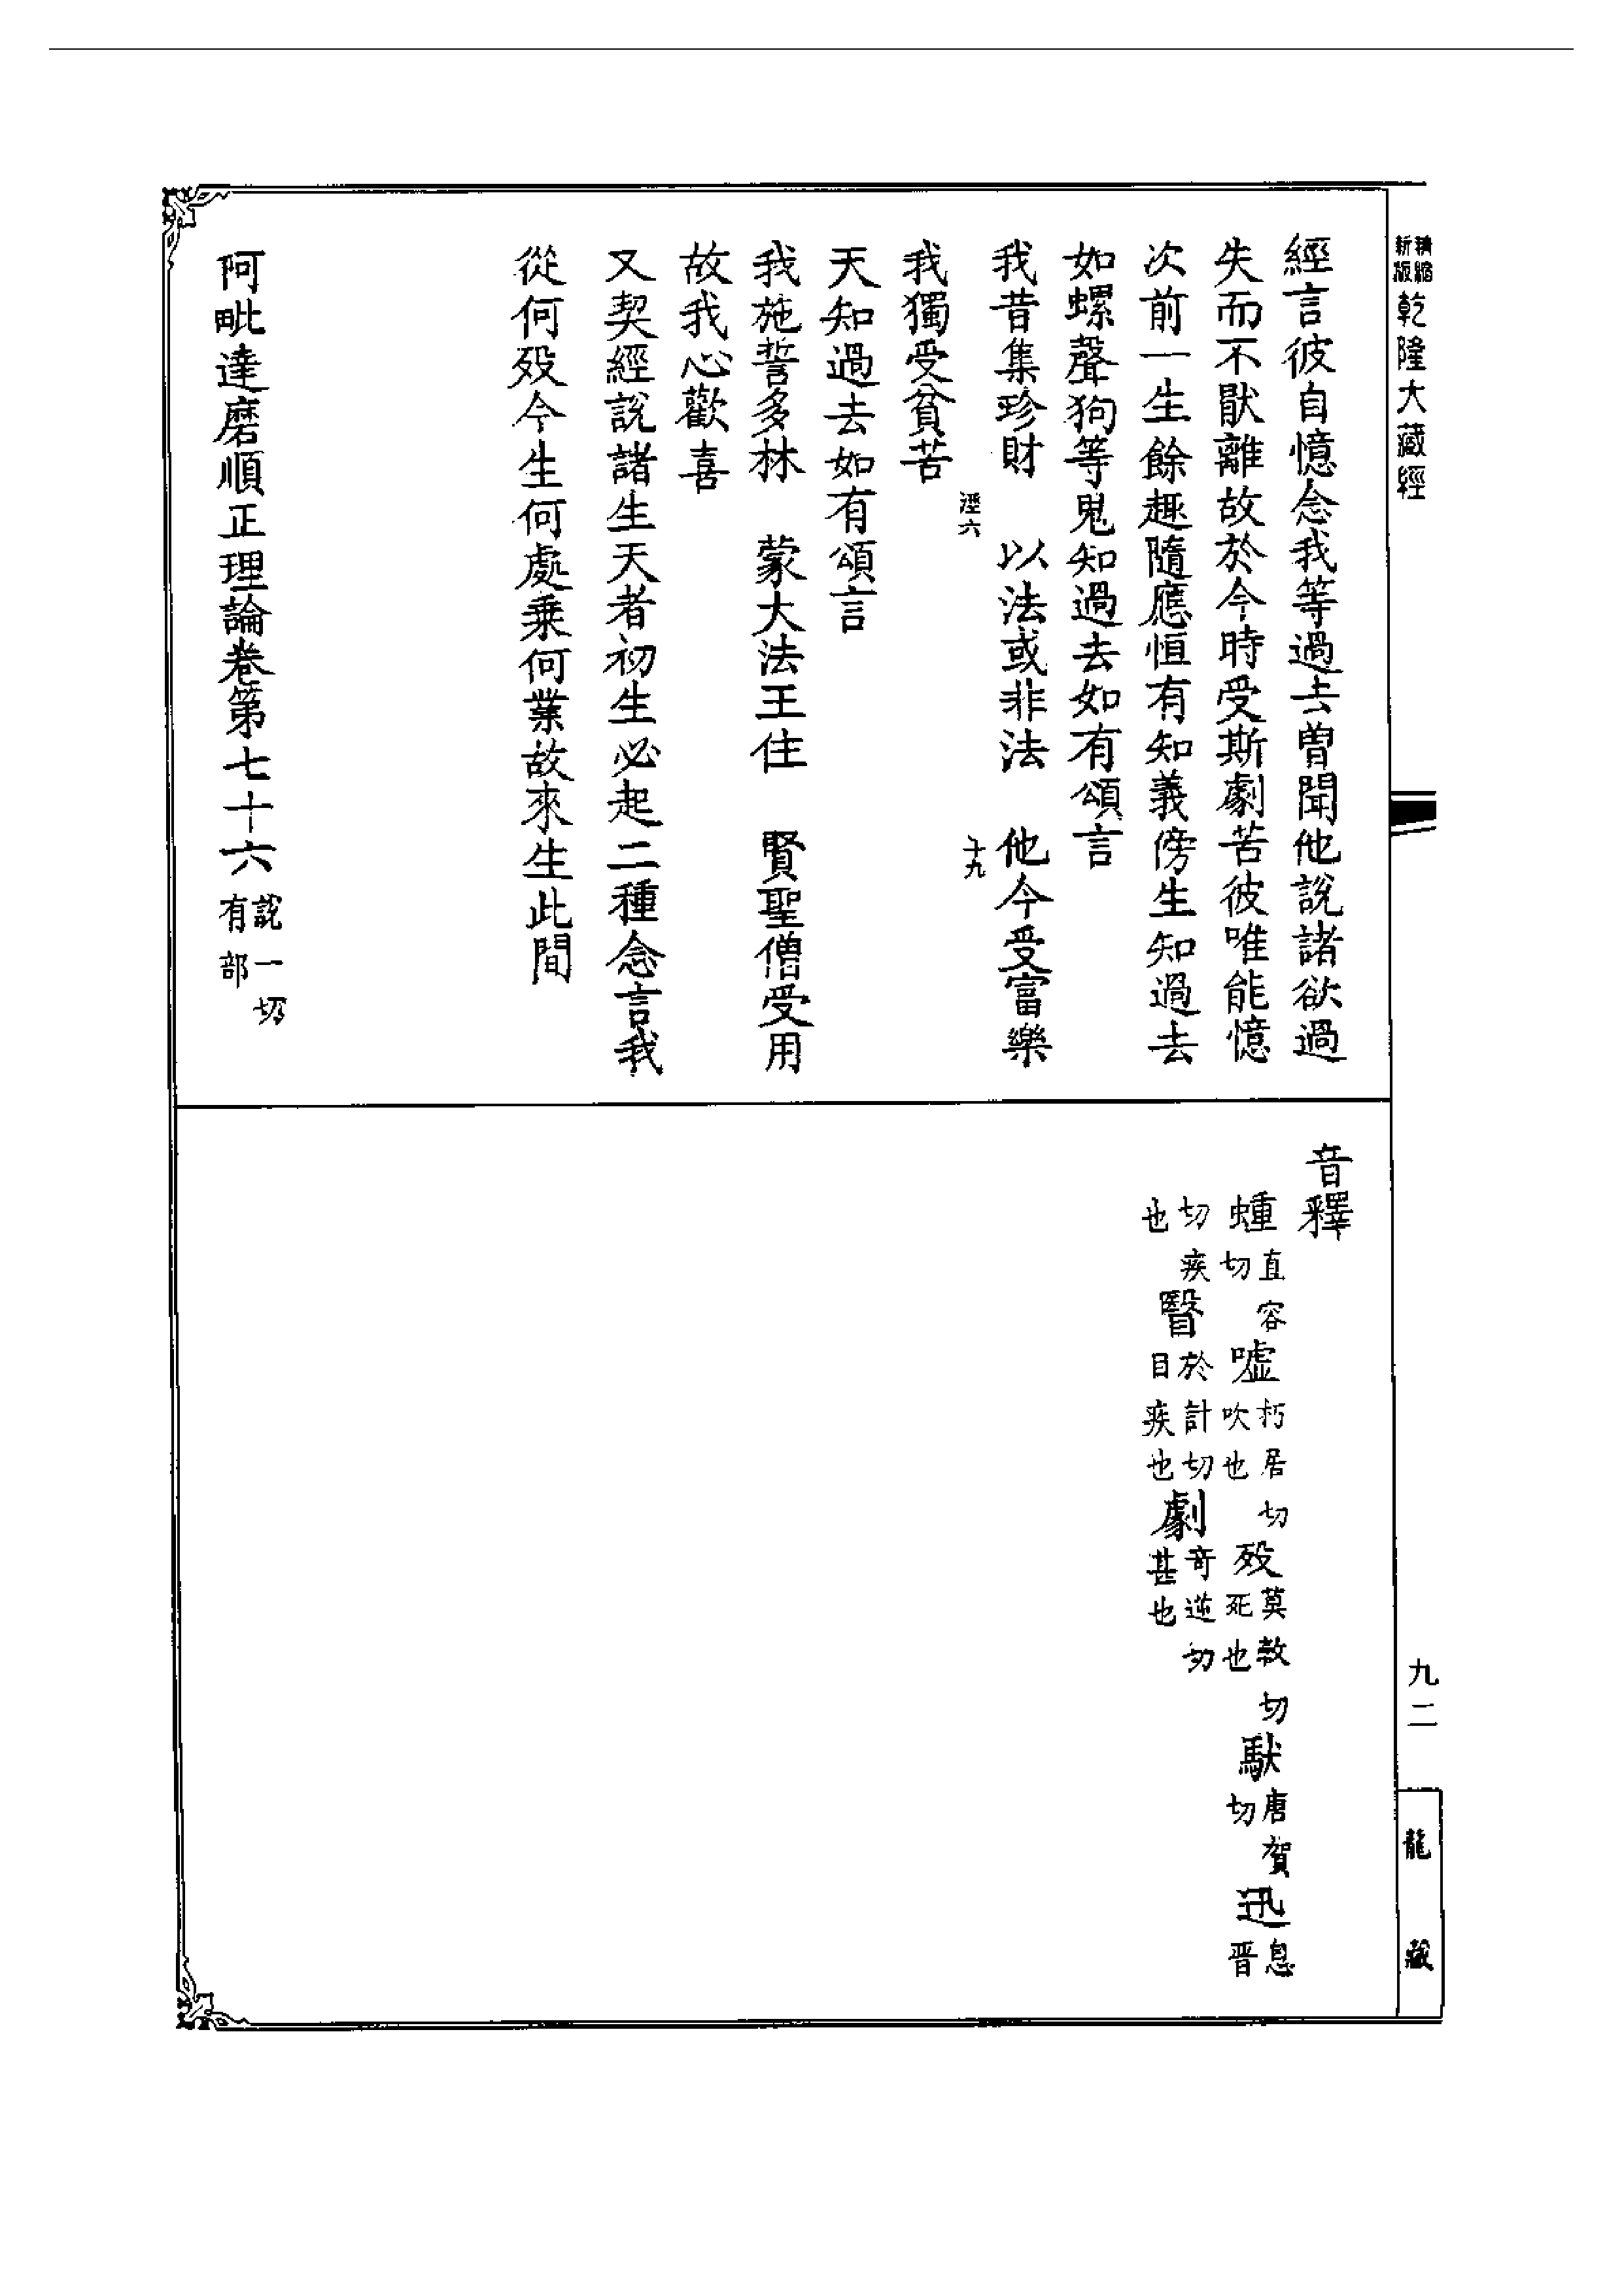 精縮新版乾隆大藏經
九二
龍藏
經言彼自憶念我等過去曾聞他說諸欲過
失而不猒離故於今時受斯劇苦彼唯能憶
次前一生餘趣隨應恒有知義傍生知過去
如螺聲狗等鬼知過去如有頌言
我昔集珍財　以法或非法　他今受富樂
涇六　十九
我獨受貧苦
天知過去如有頌言
我施誓多林　蒙大法王住　賢聖僧受用
故我心歡喜
又契經說諸生天者初生必起二種念言我
從何歿今生何處乗何業故來生此間
阿毗達磨順正理論卷第七十六說一切有部
音釋
蝩直容切噓朽居切吹也歿莫教切死也馱唐賀切迅息晋
切疾也瞖於計切目疾也劇竒逆切甚也